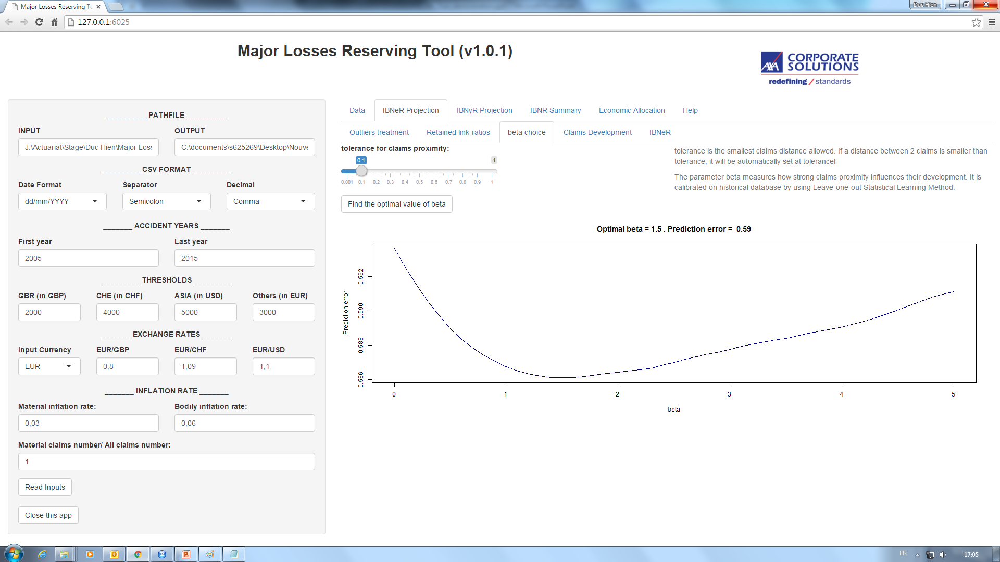 Major Losses Reserving To
Duc Hien
127.0.0.1:6025
Major Losses Reserving Tool (v1.0.1)
AXA CORPORATE SOLUTIONS
redefining / standards
__________ PATHFILE __________
INPUT OUTPUT
J:\Actuariat\Stage\Duc Hien\Major Loss C:\documents\s625269\Desktop\Nouve
_________ CSV FORMAT _________
Date Format Separator Decimal
dd/mm/YYYY Semicolon Comma
_______ ACCIDENT YEARS _______
First year Last year
2005 2015
_________ THRESHOLDS _________
GBR (in GBP) CHE (in CHF) ASIA (in USD) Others (in EUR)
2000 4000 5000 3000
_______ EXCHANGE RATES _______
Input Currency EUR/GBP EUR/CHF EUR/USD
EUR 0,8 1,09 1,1
_______ INFLATION RATE _______
Material inflation rate: Bodily inflation rate:
0,03 0,06
Material claims number/ All claims number:
1
Read Inputs
Close this app
Data IBNeR Projection IBNyR Projection IBNR Summary Economic Allocation Help
Outliers treatment Retained link-ratios beta choice Claims Development IBNeR
tolerance for claims proximity:
0.1 1
0.001 0.1 0.2 0.3 0.4 0.5 0.6 0.7 0.8 0.9 1
Find the optimal value of beta
tolerance is the smallest claims distance allowed. If a distance between 2 claims is smaller than
tolerance, it will be automatically set at tolerance!
The parameter beta measures how strong claims proximity influences their development. It is
calibrated on historical database by using Leave-one-out Statistical Learning Method.
Optimal beta = 1.5 . Prediction error = 0.59
Prediction error
0.592
0.590
0.588
0.586
0 1 2 3 4 5
beta
FR 17:05